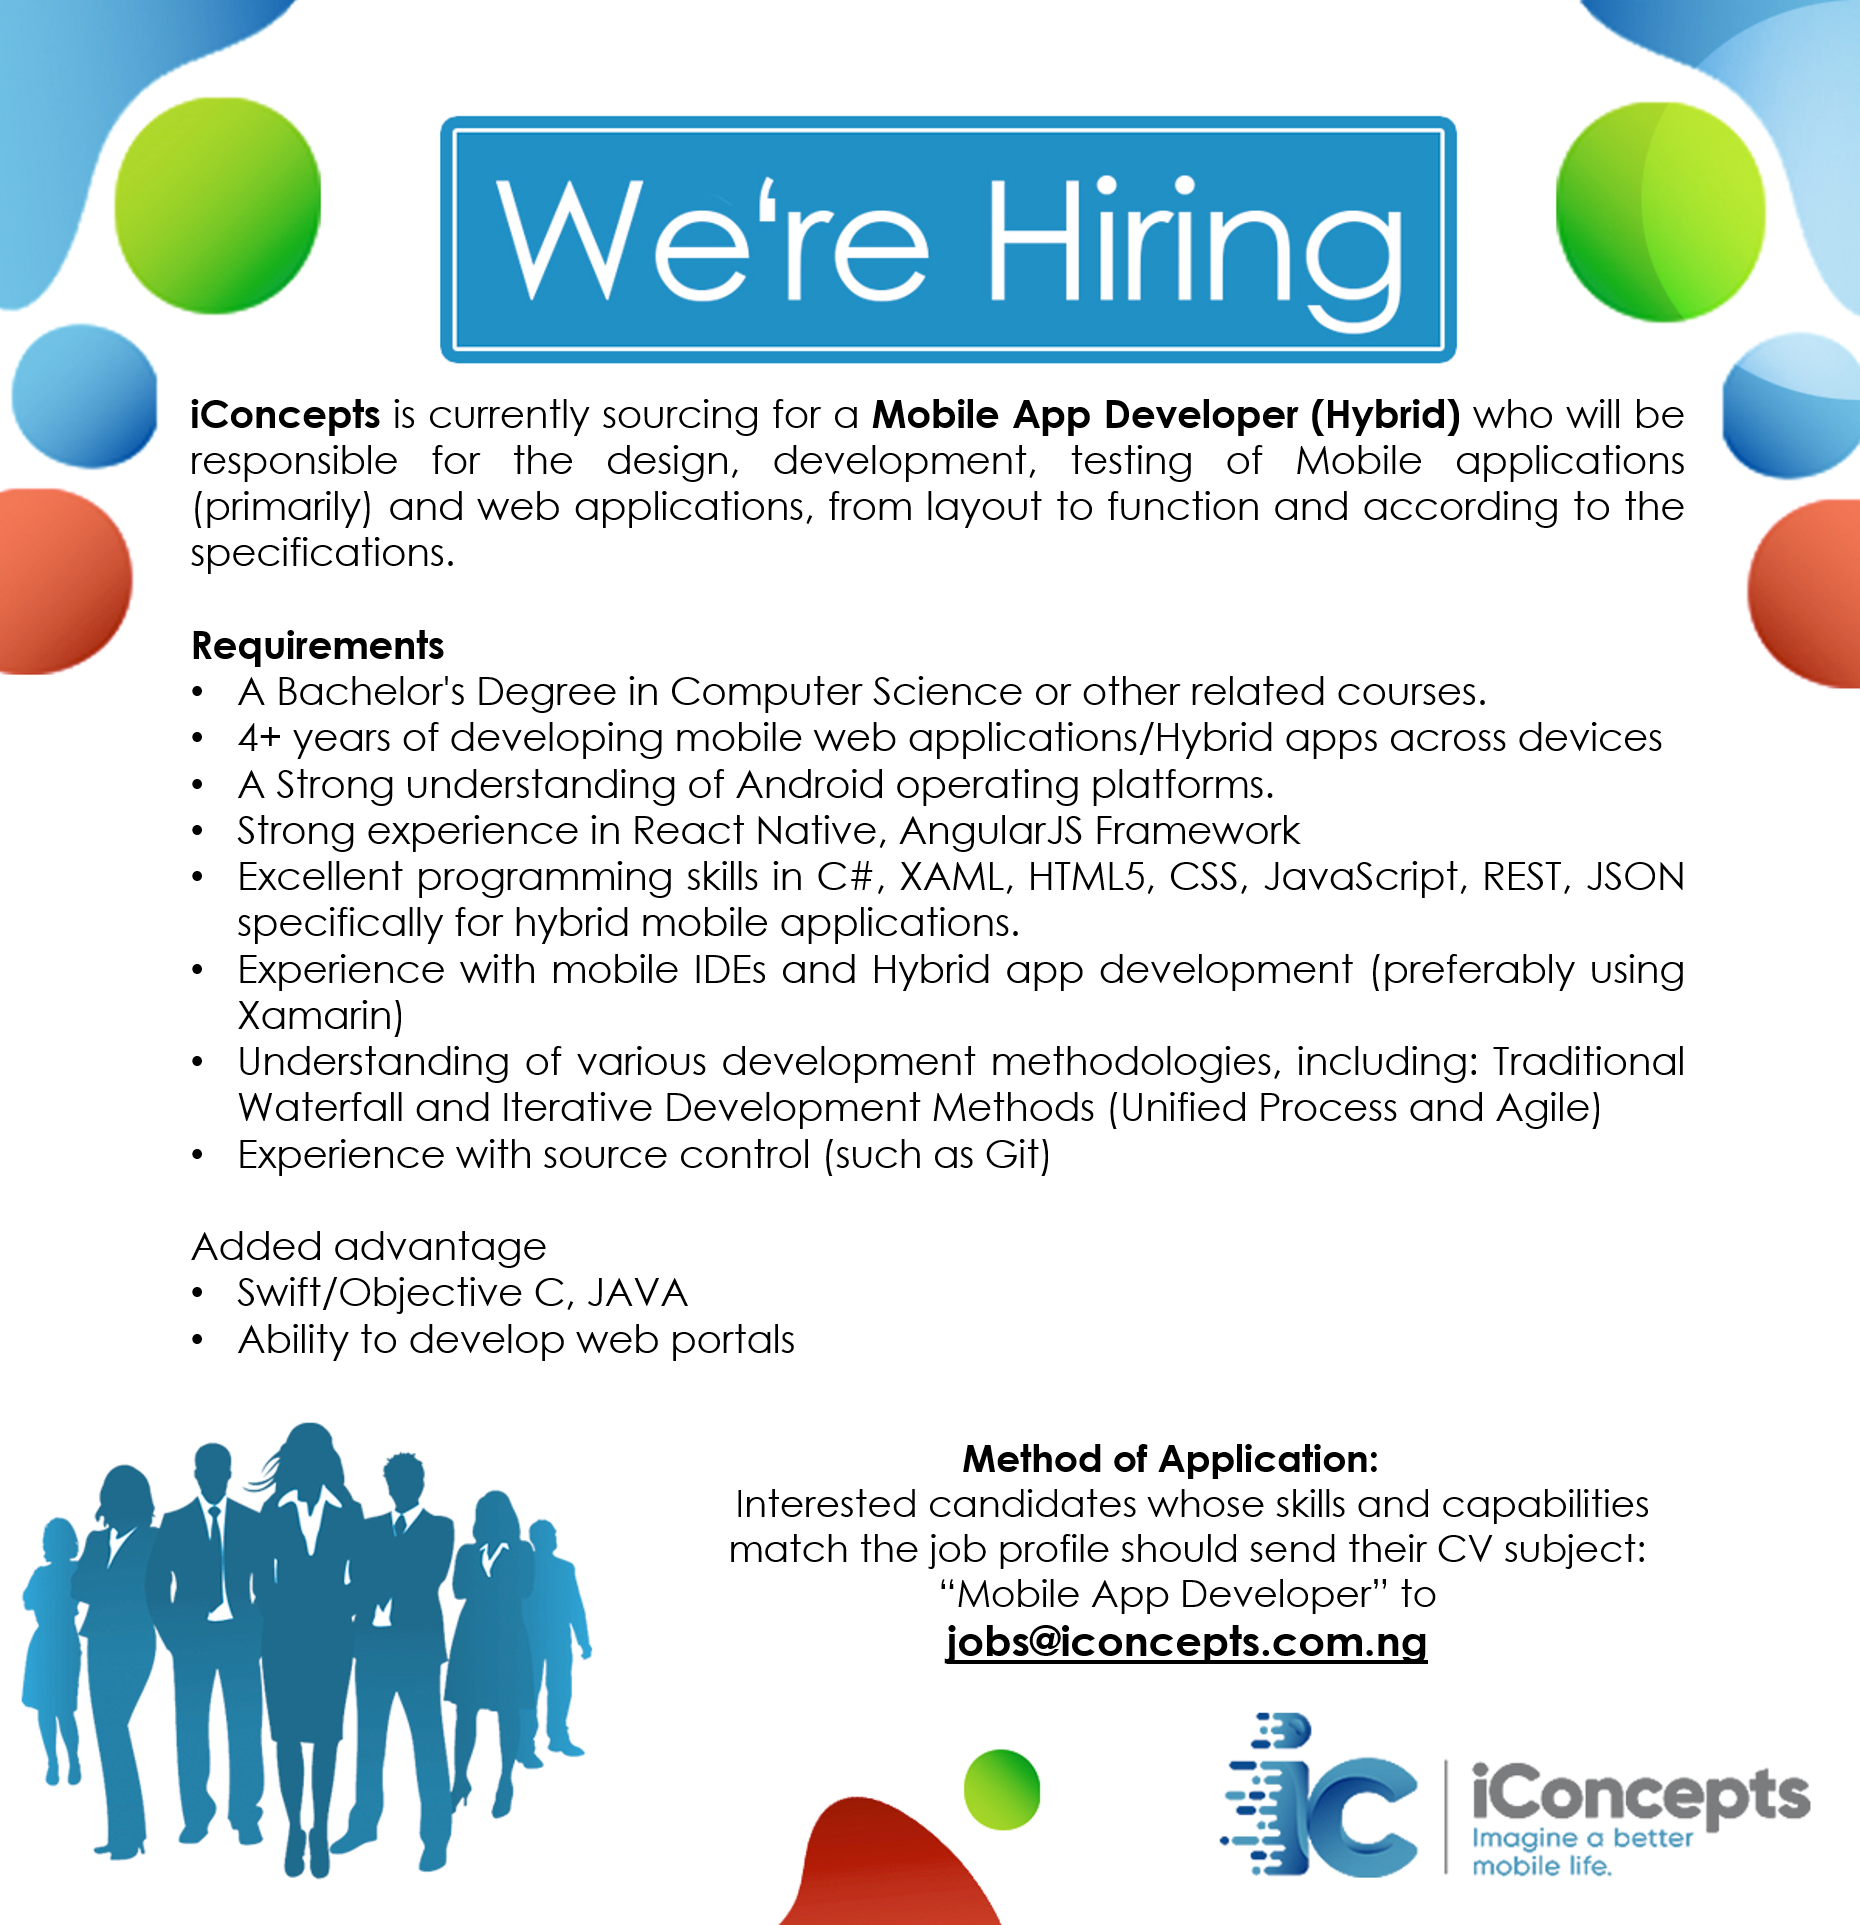 We're Hiring
iConcepts is currently sourcing for a Mobile App Developer (Hybrid) who will be
responsible for the design, development, testing of Mobile applications
(primarily) and web applications, from layout to function and according to the
specifications.
Requirements
• A Bachelor's Degree in Computer Science or other related courses.
• 4+ years of developing mobile web applications/Hybrid apps across devices
• A Strong understanding of Android operating platforms.
• Strong experience in React Native, AngularJS Framework
• Excellent programming skills in C#, XAML, HTML5, CSS, JavaScript, REST, JSON
specifically for hybrid mobile applications.
• Experience with mobile IDEs and Hybrid app development (preferably using
Xamarin)
• Understanding of various development methodologies, including: Traditional
Waterfall and Iterative Development Methods (Unified Process and Agile)
• Experience with source control (such as Git)
Added advantage
• Swift/Objective C, JAVA
• Ability to develop web portals
Method of Application:
Interested candidates whose skills and capabilities
match the job profile should send their CV subject:
“Mobile App Developer” to
jobs@iconcepts.com.ng
iC
iConcepts
Imagine a better
mobile life.